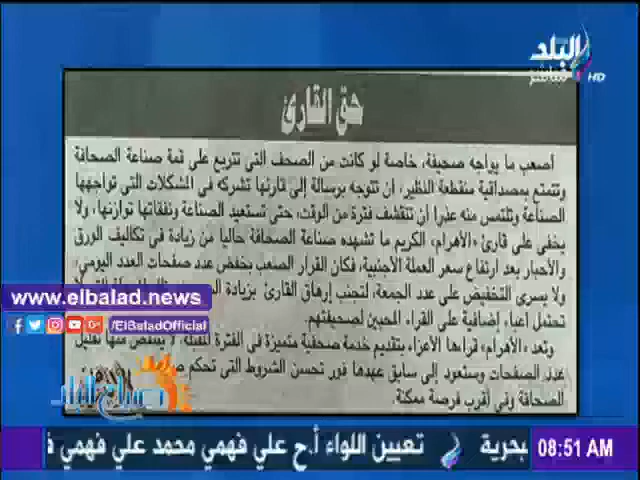 صدى
البلد
مباشر
HD
حق القارئ
أصعب ما يواجه صحيفة، خاصة لو كانت من الصحف التى تتربع على قمة صناعة الصحافة
وتتمتع بمصداقية منقطعة النظير، ان تتوجه برسالة إلى قارئها تشركه فى المشكلات التى تواجهها
الصناعة وتلتمس منه عذرا ان تتقشف فترة من الوقت، حتى تستعيد الصناعة ونفقاتها توازنها، ولا
يخفى على قارئ «الأهرام» الكريم ما تشهده صناعة الصحافة حاليا من زيادة فى تكاليف الورق
والأحبار بعد ارتفاع سعر العملة الأجنبية، فكان القرار الصعب بخفض عدد صفحات العدد اليومى،
ولا يسرى التخفيض على عدد الجمعة، لتجنب إرهاق القارئ بزيادة
تحتمل اعباء إضافية على القراء المحبين لصحيفتهم.
وتعد «الأهرام» قراءها الأعزاء بتقديم خدمة صحفية متميزة فى الفترة
عدد الصفحات وستعود إلى سابق عهدها فور تحسن الشروط التى تحكم
الصحافة وفى أقرب فرصة ممكنة.
www.elbalad.news
/ElBaladOfficial
صباح البلد
بحرية تعيين اللواء أ.ح علي فهمي محمد علي فهمي
08:51 AM